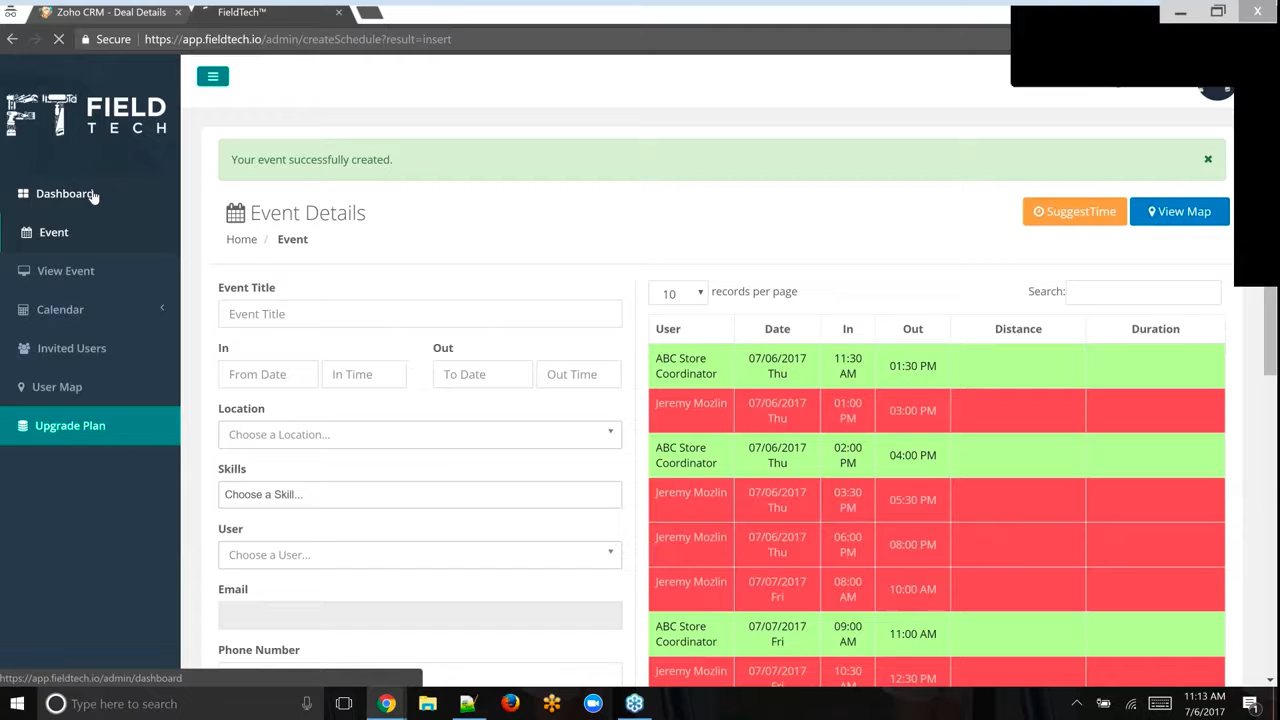 Zoho CRM - Deal Details
FieldTech™
Secure https://app.fieldtech.io/admin/createSchedule?result=insert
FT FIELD TECH
Dashboard
Event
View Event
Calendar
Invited Users
User Map
Upgrade Plan
Your event successfully created.
Event Details
SuggestTime
View Map
Home / Event
Event Title
Event Title
In
Out
From Date
In Time
To Date
Out Time
Location
Choose a Location...
Skills
Choose a Skill...
User
Choose a User...
Email
Phone Number
10 records per page
Search:
User Date In Out Distance Duration
ABC Store Coordinator 07/06/2017 Thu 11:30 AM 01:30 PM
Jeremy Mozlin 07/06/2017 Thu 01:00 PM 03:00 PM
ABC Store Coordinator 07/06/2017 Thu 02:00 PM 04:00 PM
Jeremy Mozlin 07/06/2017 Thu 03:30 PM 05:30 PM
Jeremy Mozlin 07/06/2017 Thu 06:00 PM 08:00 PM
Jeremy Mozlin 07/07/2017 Fri 08:00 AM 10:00 AM
ABC Store Coordinator 07/07/2017 Fri 09:00 AM 11:00 AM
Jeremy Mozlin 07/07/2017 10:30 AM 12:30 PM
https://app.fieldtech.io/admin/dashboard
Type here to search
11:13 AM
7/6/2017